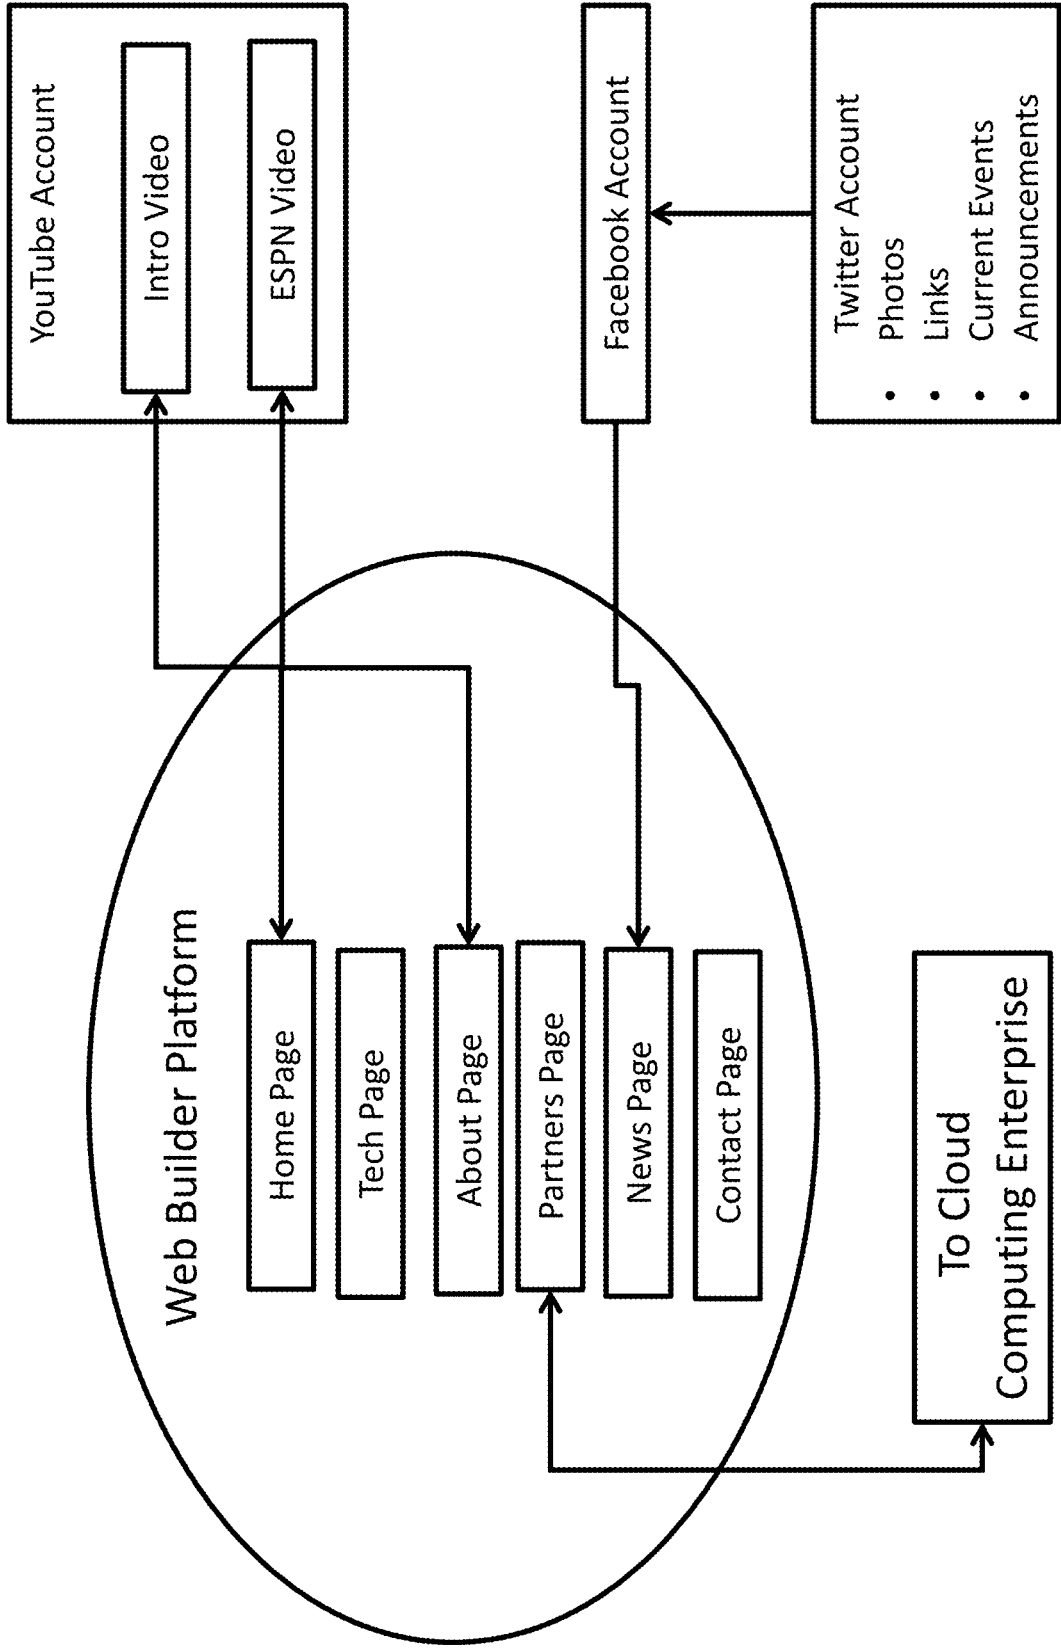 Web Builder Platform
Home Page
Tech Page
About Page
Partners Page
News Page
Contact Page
To Cloud
Computing Enterprise
YouTube Account
Intro Video
ESPN Video
Facebook Account
Twitter Account
• Photos
• Links
• Current Events
• Announcements